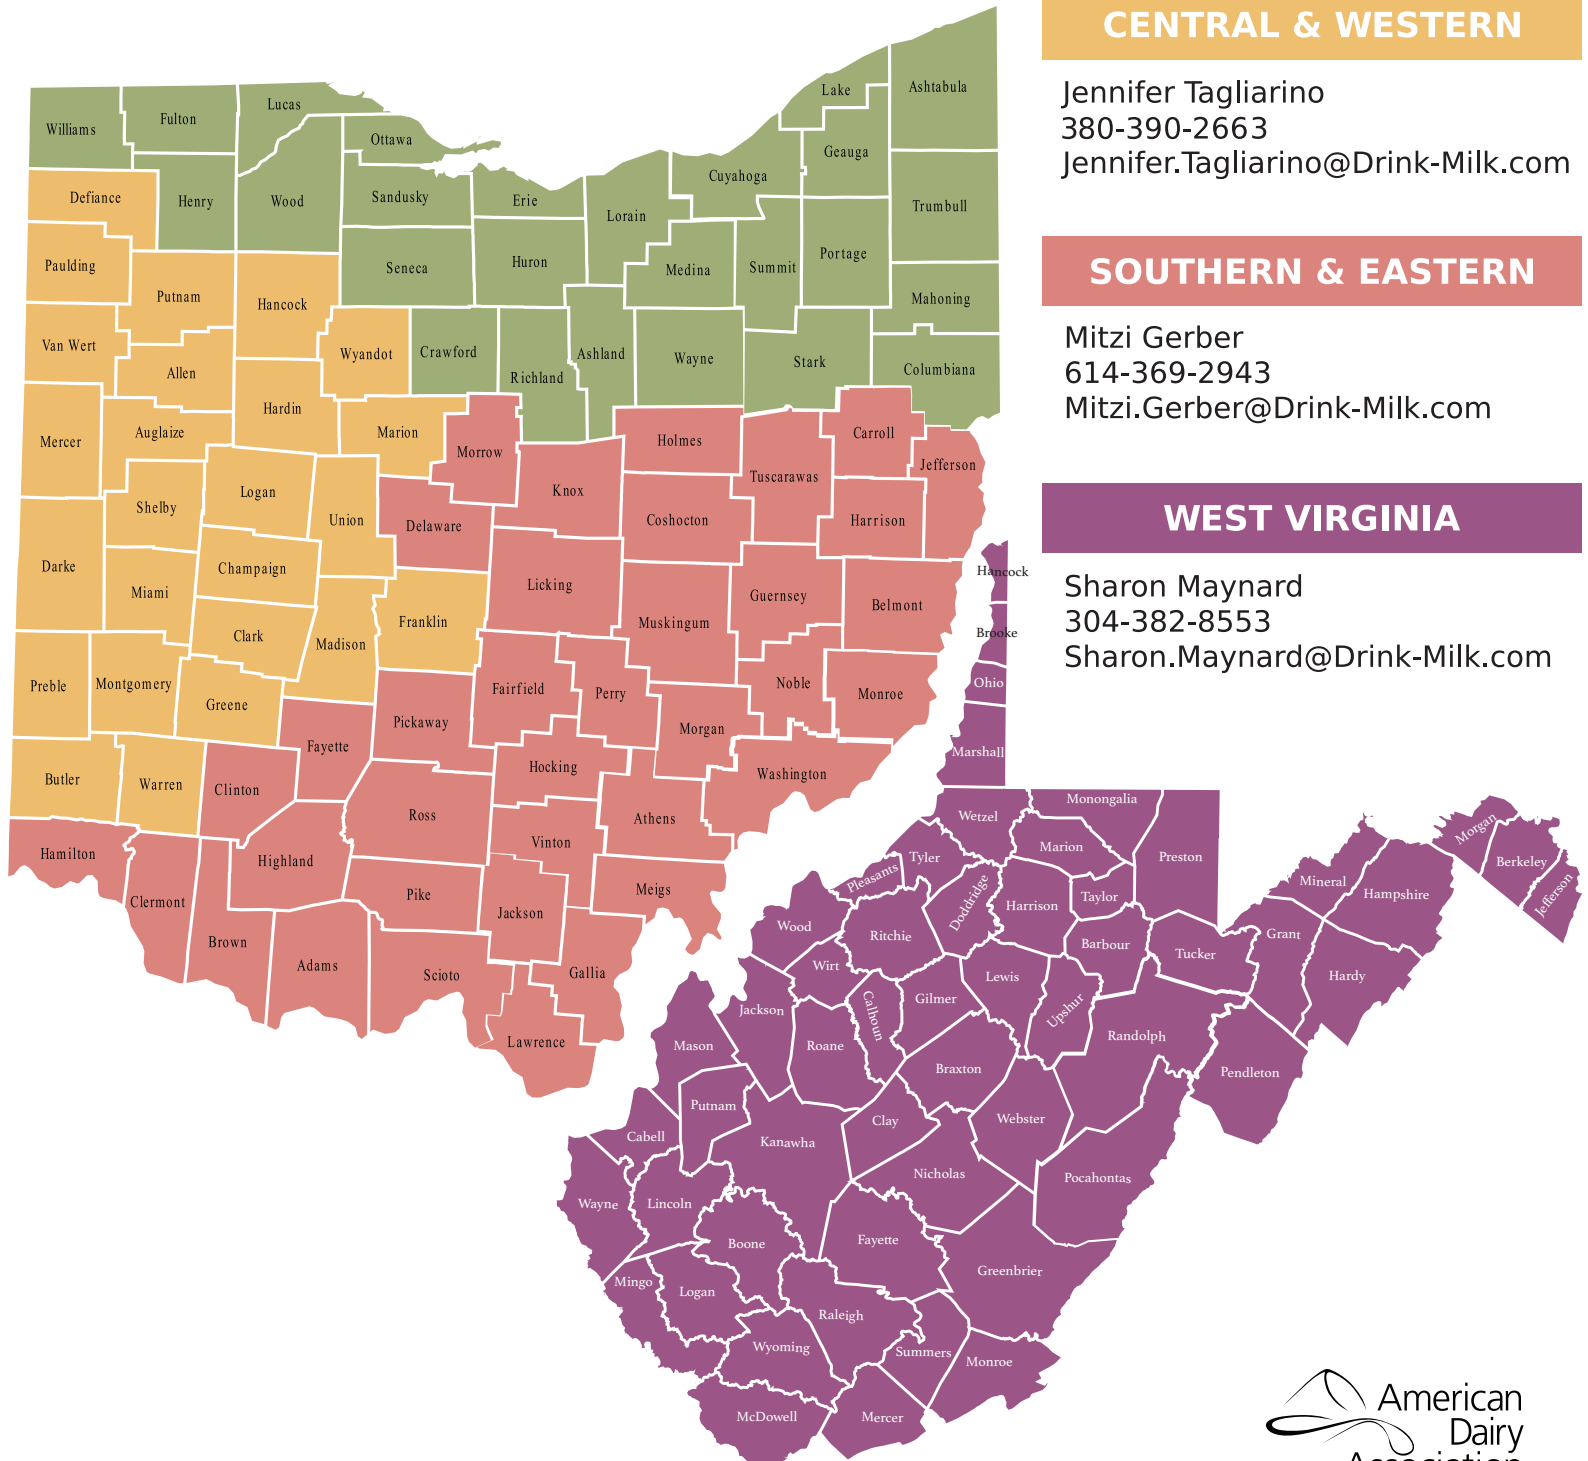 CENTRAL & WESTERN
Jennifer Tagliarino
380-390-2663
Jennifer.Tagliarino@Drink-Milk.com
SOUTHERN & EASTERN
Mitzi Gerber
614-369-2943
Mitzi.Gerber@Drink-Milk.com
WEST VIRGINIA
Sharon Maynard
304-382-8553
Sharon.Maynard@Drink-Milk.com
Williams
Fulton
Lucas
Ottawa
Lake
Ashtabula
Geauga
Cuyahoga
Defiance
Henry
Wood
Sandusky
Erie
Lorain
Trumbull
Paulding
Putnam
Hancock
Seneca
Huron
Medina
Summit
Portage
Mahoning
Van Wert
Allen
Wyandot
Crawford
Richland
Ashland
Wayne
Stark
Columbiana
Mercer
Auglaize
Hardin
Marion
Morrow
Holmes
Carroll
Jefferson
Tuscarawas
Shelby
Logan
Union
Delaware
Knox
Coshocton
Harrison
Darke
Miami
Champaign
Licking
Guernsey
Belmont
Clark
Madison
Franklin
Muskingum
Preble
Montgomery
Greene
Fairfield
Perry
Noble
Monroe
Pickaway
Morgan
Fayette
Butler
Warren
Clinton
Hocking
Washington
Ross
Athens
Hamilton
Highland
Vinton
Clermont
Pike
Jackson
Meigs
Brown
Adams
Scioto
Gallia
Lawrence
Hancock
Brooke
Ohio
Marshall
Wetzel
Monongalia
Marion
Preston
Morgan
Berkeley
Jefferson
Mineral
Hampshire
Tyler
Pleasants
Doddridge
Harrison
Taylor
Wood
Ritchie
Barbour
Tucker
Grant
Hardy
Wirt
Lewis
Gilmer
Calhoun
Upshur
Jackson
Roane
Randolph
Mason
Braxton
Pendleton
Putnam
Clay
Webster
Cabell
Kanawha
Nicholas
Pocahontas
Wayne
Lincoln
Boone
Fayette
Greenbrier
Mingo
Logan
Raleigh
Wyoming
Summers
Monroe
McDowell
Mercer
American
Dairy
Association